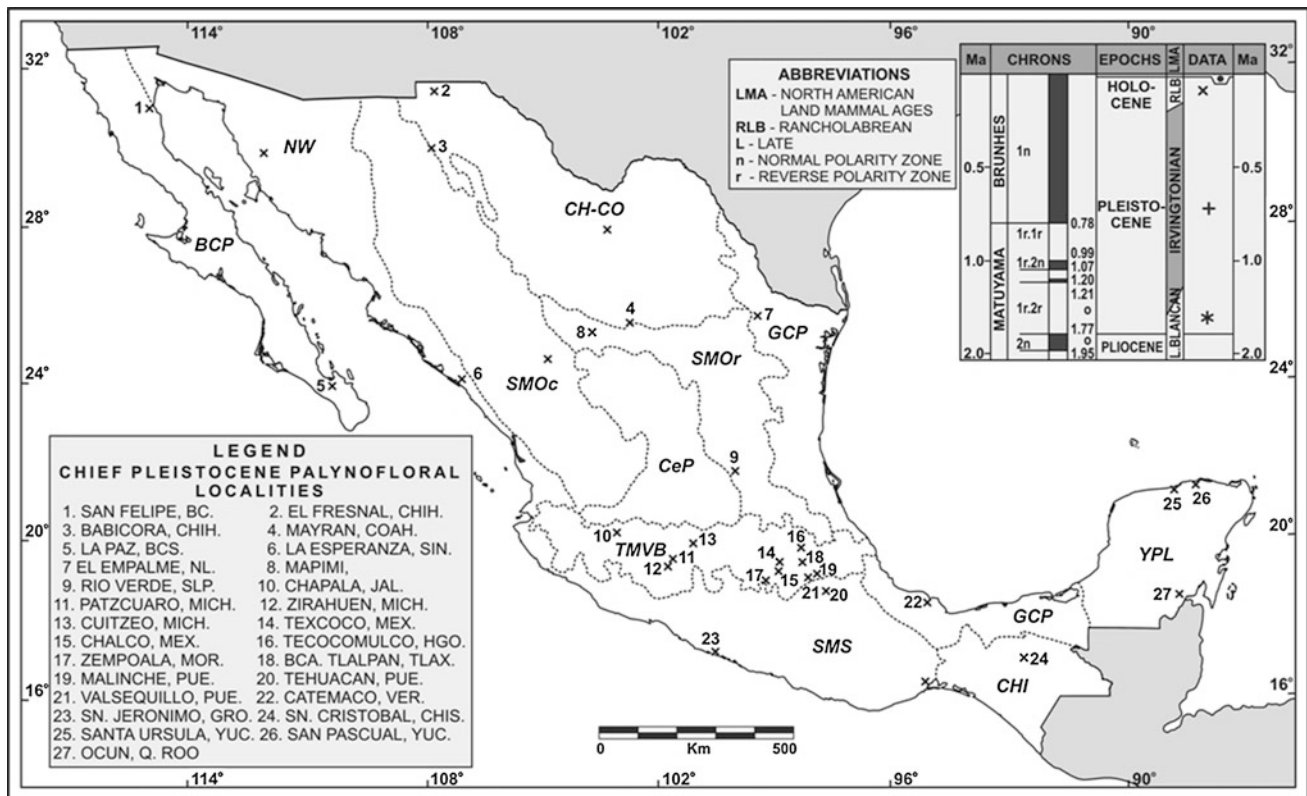 114° 108° 102° 96° 90°
32° 32°
28° 28°
24° 24°
20° 20°
16° 16°
114° 108° 102° 96° 90°
ABBREVIATIONS
LMA - NORTH AMERICAN
LAND MAMMAL AGES
RLB - RANCHOLABREAN
L - LATE
n - NORMAL POLARITY ZONE
r - REVERSE POLARITY ZONE
Ma CHRONS EPOCHS LMA DATA Ma
BRUNHES
MATUYAMA
0.5
1.0
2.0
1n
1r.1r
1r.2n
1r.2r
2n
0.78
0.99
1.07
1.20
1.21
o
1.77
o
1.95
HOLO-
CENE
PLEISTO-
CENE
PLIOCENE
RLB
IRVINGTONIAN
L.BLANCAN
0.5
1.0
2.0
1
2
NW
3
CH-CO
BCP
4
7
8
GCP
SMOr
5
6
SMOc
9
CeP
10
13
16
TMVB
11
12
14
18
17
15
19
21
20
22
25
26
YPL
27
GCP
23
SMS
24
CHI
0 Km 500
LEGEND
CHIEF PLEISTOCENE PALYNOFLORAL
LOCALITIES
1. SAN FELIPE, BC. 2. EL FRESNAL, CHIH.
3. BABICORA, CHIH. 4. MAYRAN, COAH.
5. LA PAZ, BCS. 6. LA ESPERANZA, SIN.
7 EL EMPALME, NL. 8. MAPIMI,
9. RIO VERDE, SLP. 10. CHAPALA, JAL.
11. PATZCUARO, MICH. 12. ZIRAHUEN, MICH.
13. CUITZEO, MICH. 14. TEXCOCO, MEX.
15. CHALCO, MEX. 16. TECOCOMULCO, HGO.
17. ZEMPOALA, MOR. 18. BCA. TLALPAN, TLAX.
19. MALINCHE, PUE. 20. TEHUACAN, PUE.
21. VALSEQUILLO, PUE. 22. CATEMACO, VER.
23. SN. JERONIMO, GRO. 24. SN. CRISTOBAL, CHIS.
25. SANTA URSULA, YUC. 26. SAN PASCUAL, YUC.
27. OCUN, Q. ROO